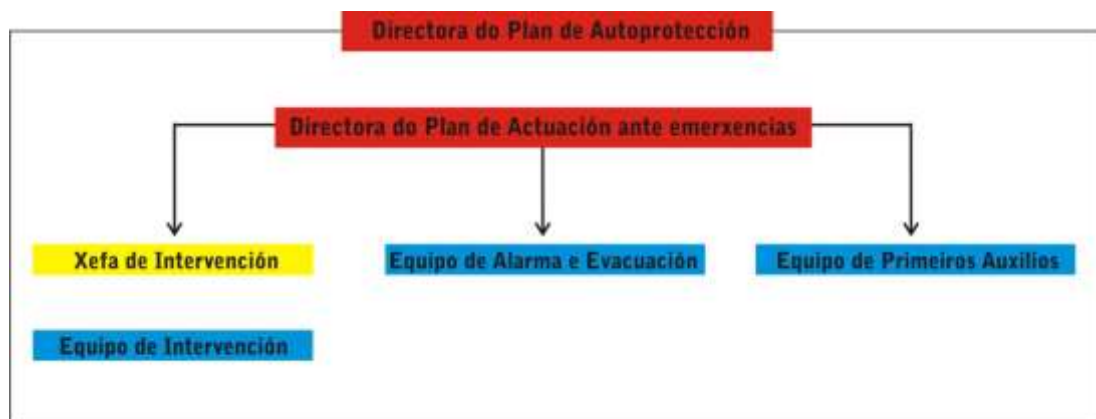 Directora do Plan de Autoprotección
Directora do Plan de Actuación ante emerxencias
Xefa de Intervención
Equipo de Alarma e Evacuación
Equipo de Primeiros Auxilios
Equipo de Intervención